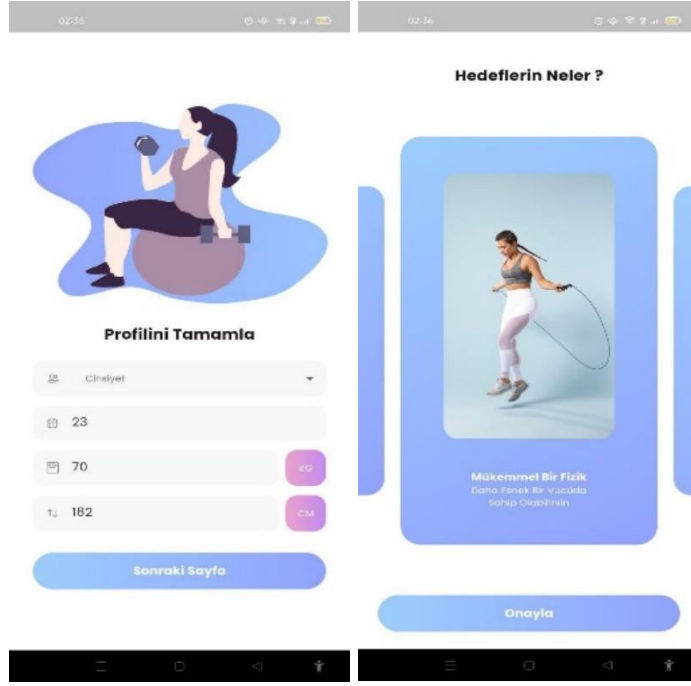 02:35
Profilini Tamamla
Cinsiyet
23
70
KG
182
CM
Sonraki Sayfa
02:36
Hedeflerin Neler ?
Mükemmel Bir Fizik
Daha Esnek Bir Vücuda
Sahip Olabilirsin
Onayla